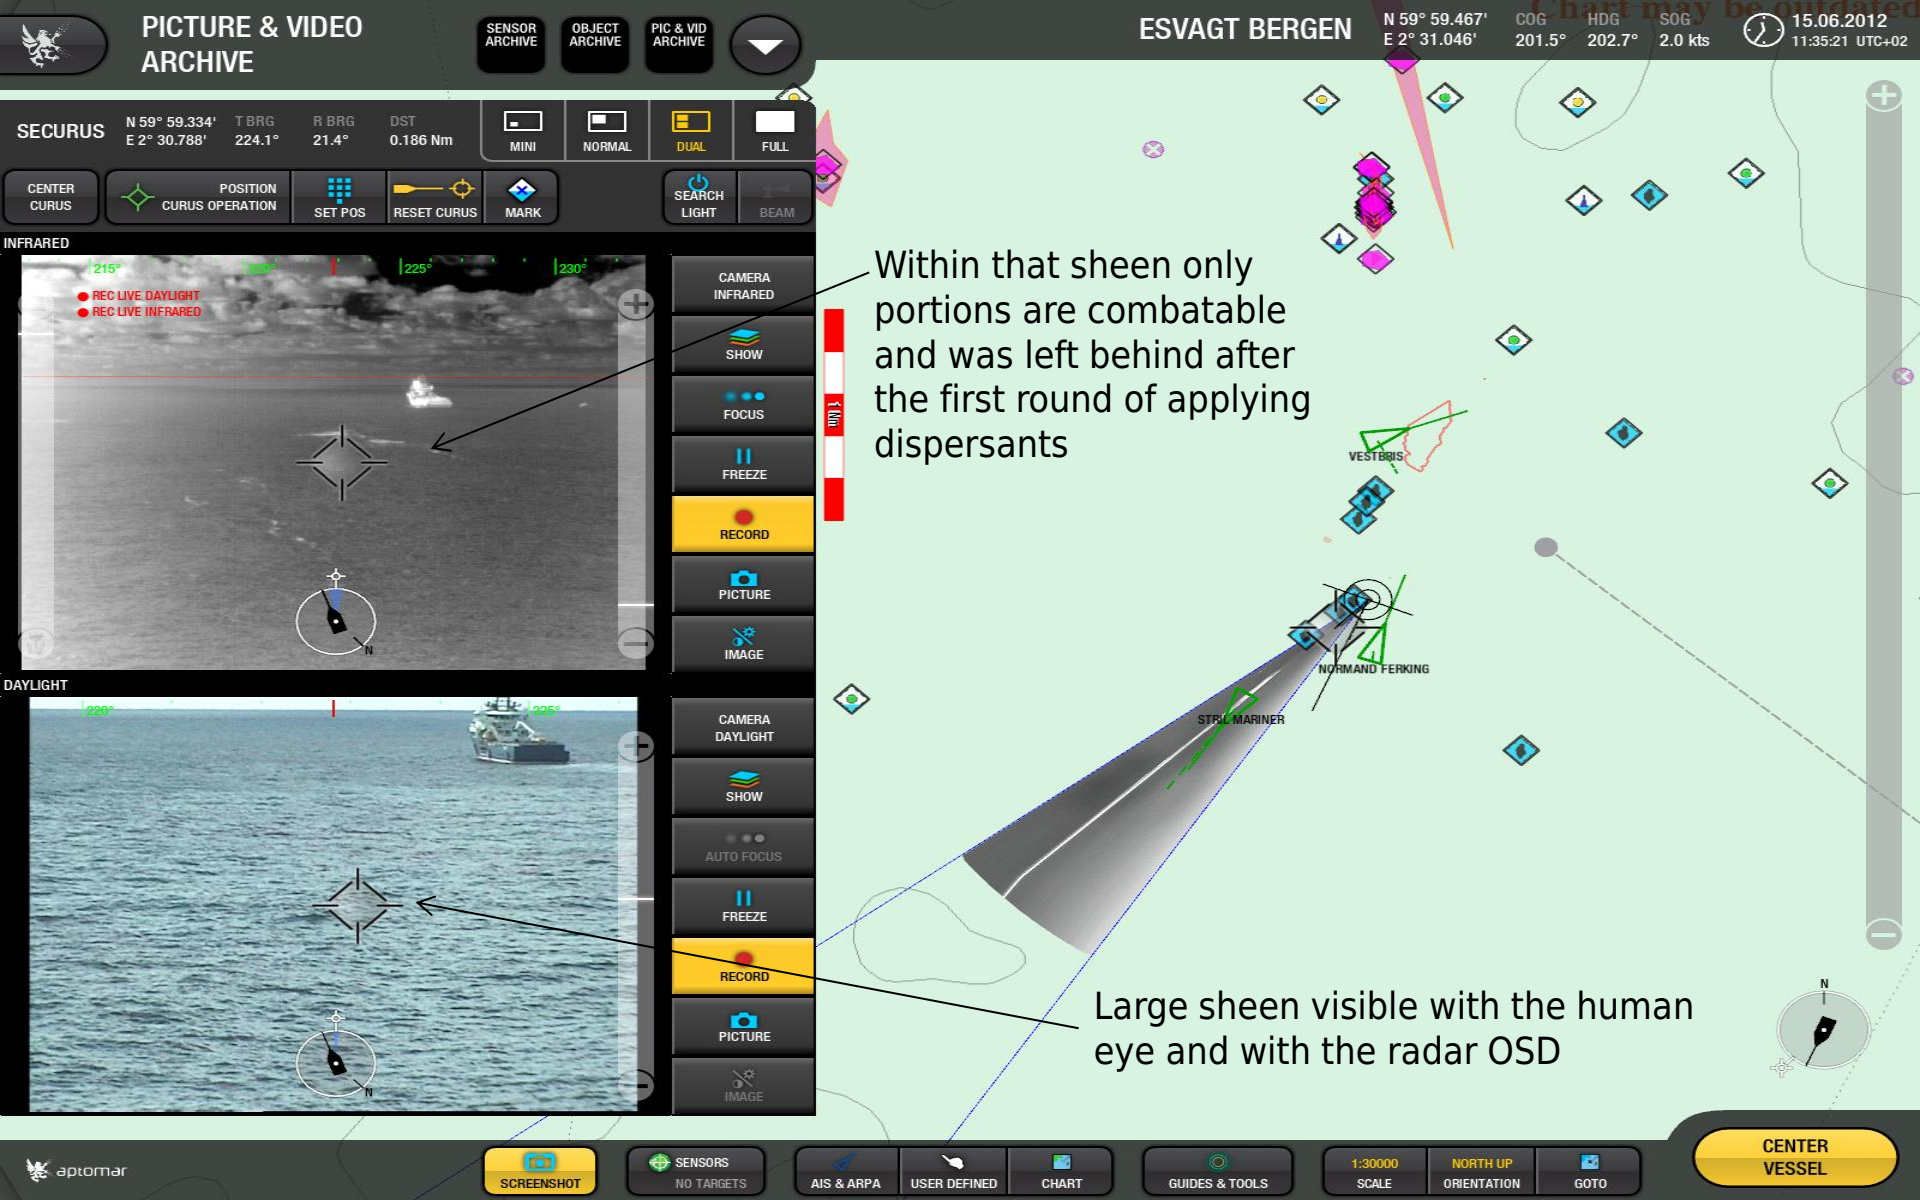 PICTURE & VIDEO
ARCHIVE
SENSOR
ARCHIVE
OBJECT
ARCHIVE
PIC & VID
ARCHIVE
ESVAGT BERGEN
Chart may be outdated
N 59° 59.467'
E 2° 31.046'
COG
201.5°
HDG
202.7°
SOG
2.0 kts
15.06.2012
11:35:21 UTC+02
SECURUS
N 59° 59.334'
E 2° 30.788'
T BRG
224.1°
R BRG
21.4°
DST
0.186 Nm
MINI
NORMAL
DUAL
FULL
CENTER
CURUS
POSITION
CURUS OPERATION
SET POS
RESET CURUS
MARK
SEARCH
LIGHT
BEAM
INFRARED
215°
220°
225°
230°
REC LIVE DAYLIGHT
REC LIVE INFRARED
N
CAMERA
INFRARED
SHOW
FOCUS
FREEZE
RECORD
PICTURE
IMAGE
DAYLIGHT
220°
225°
N
CAMERA
DAYLIGHT
SHOW
AUTO FOCUS
FREEZE
RECORD
PICTURE
IMAGE
1 Nm
Within that sheen only
portions are combatable
and was left behind after
the first round of applying
dispersants
VESTBRIS
NORMAND FERKING
STRIL MARINER
Large sheen visible with the human
eye and with the radar OSD
N
aptomar
SCREENSHOT
SENSORS
NO TARGETS
AIS & ARPA
USER DEFINED
CHART
GUIDES & TOOLS
1:30000
SCALE
NORTH UP
ORIENTATION
GOTO
CENTER
VESSEL